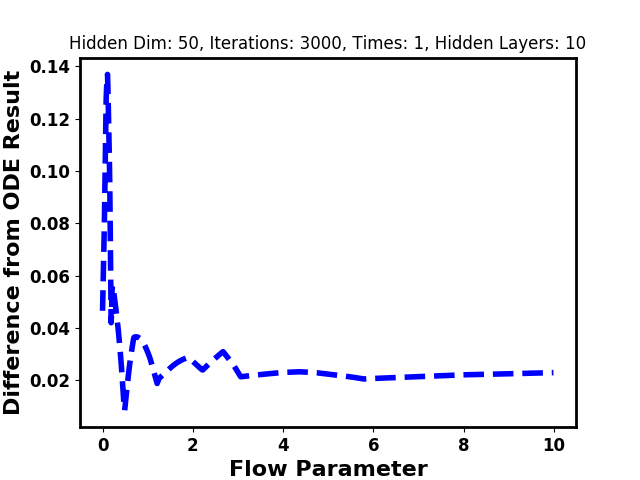 Hidden Dim: 50, Iterations: 3000, Times: 1, Hidden Layers: 10
Difference from ODE Result
0.14
0.12
0.10
0.08
0.06
0.04
0.02
0 2 4 6 8 10
Flow Parameter